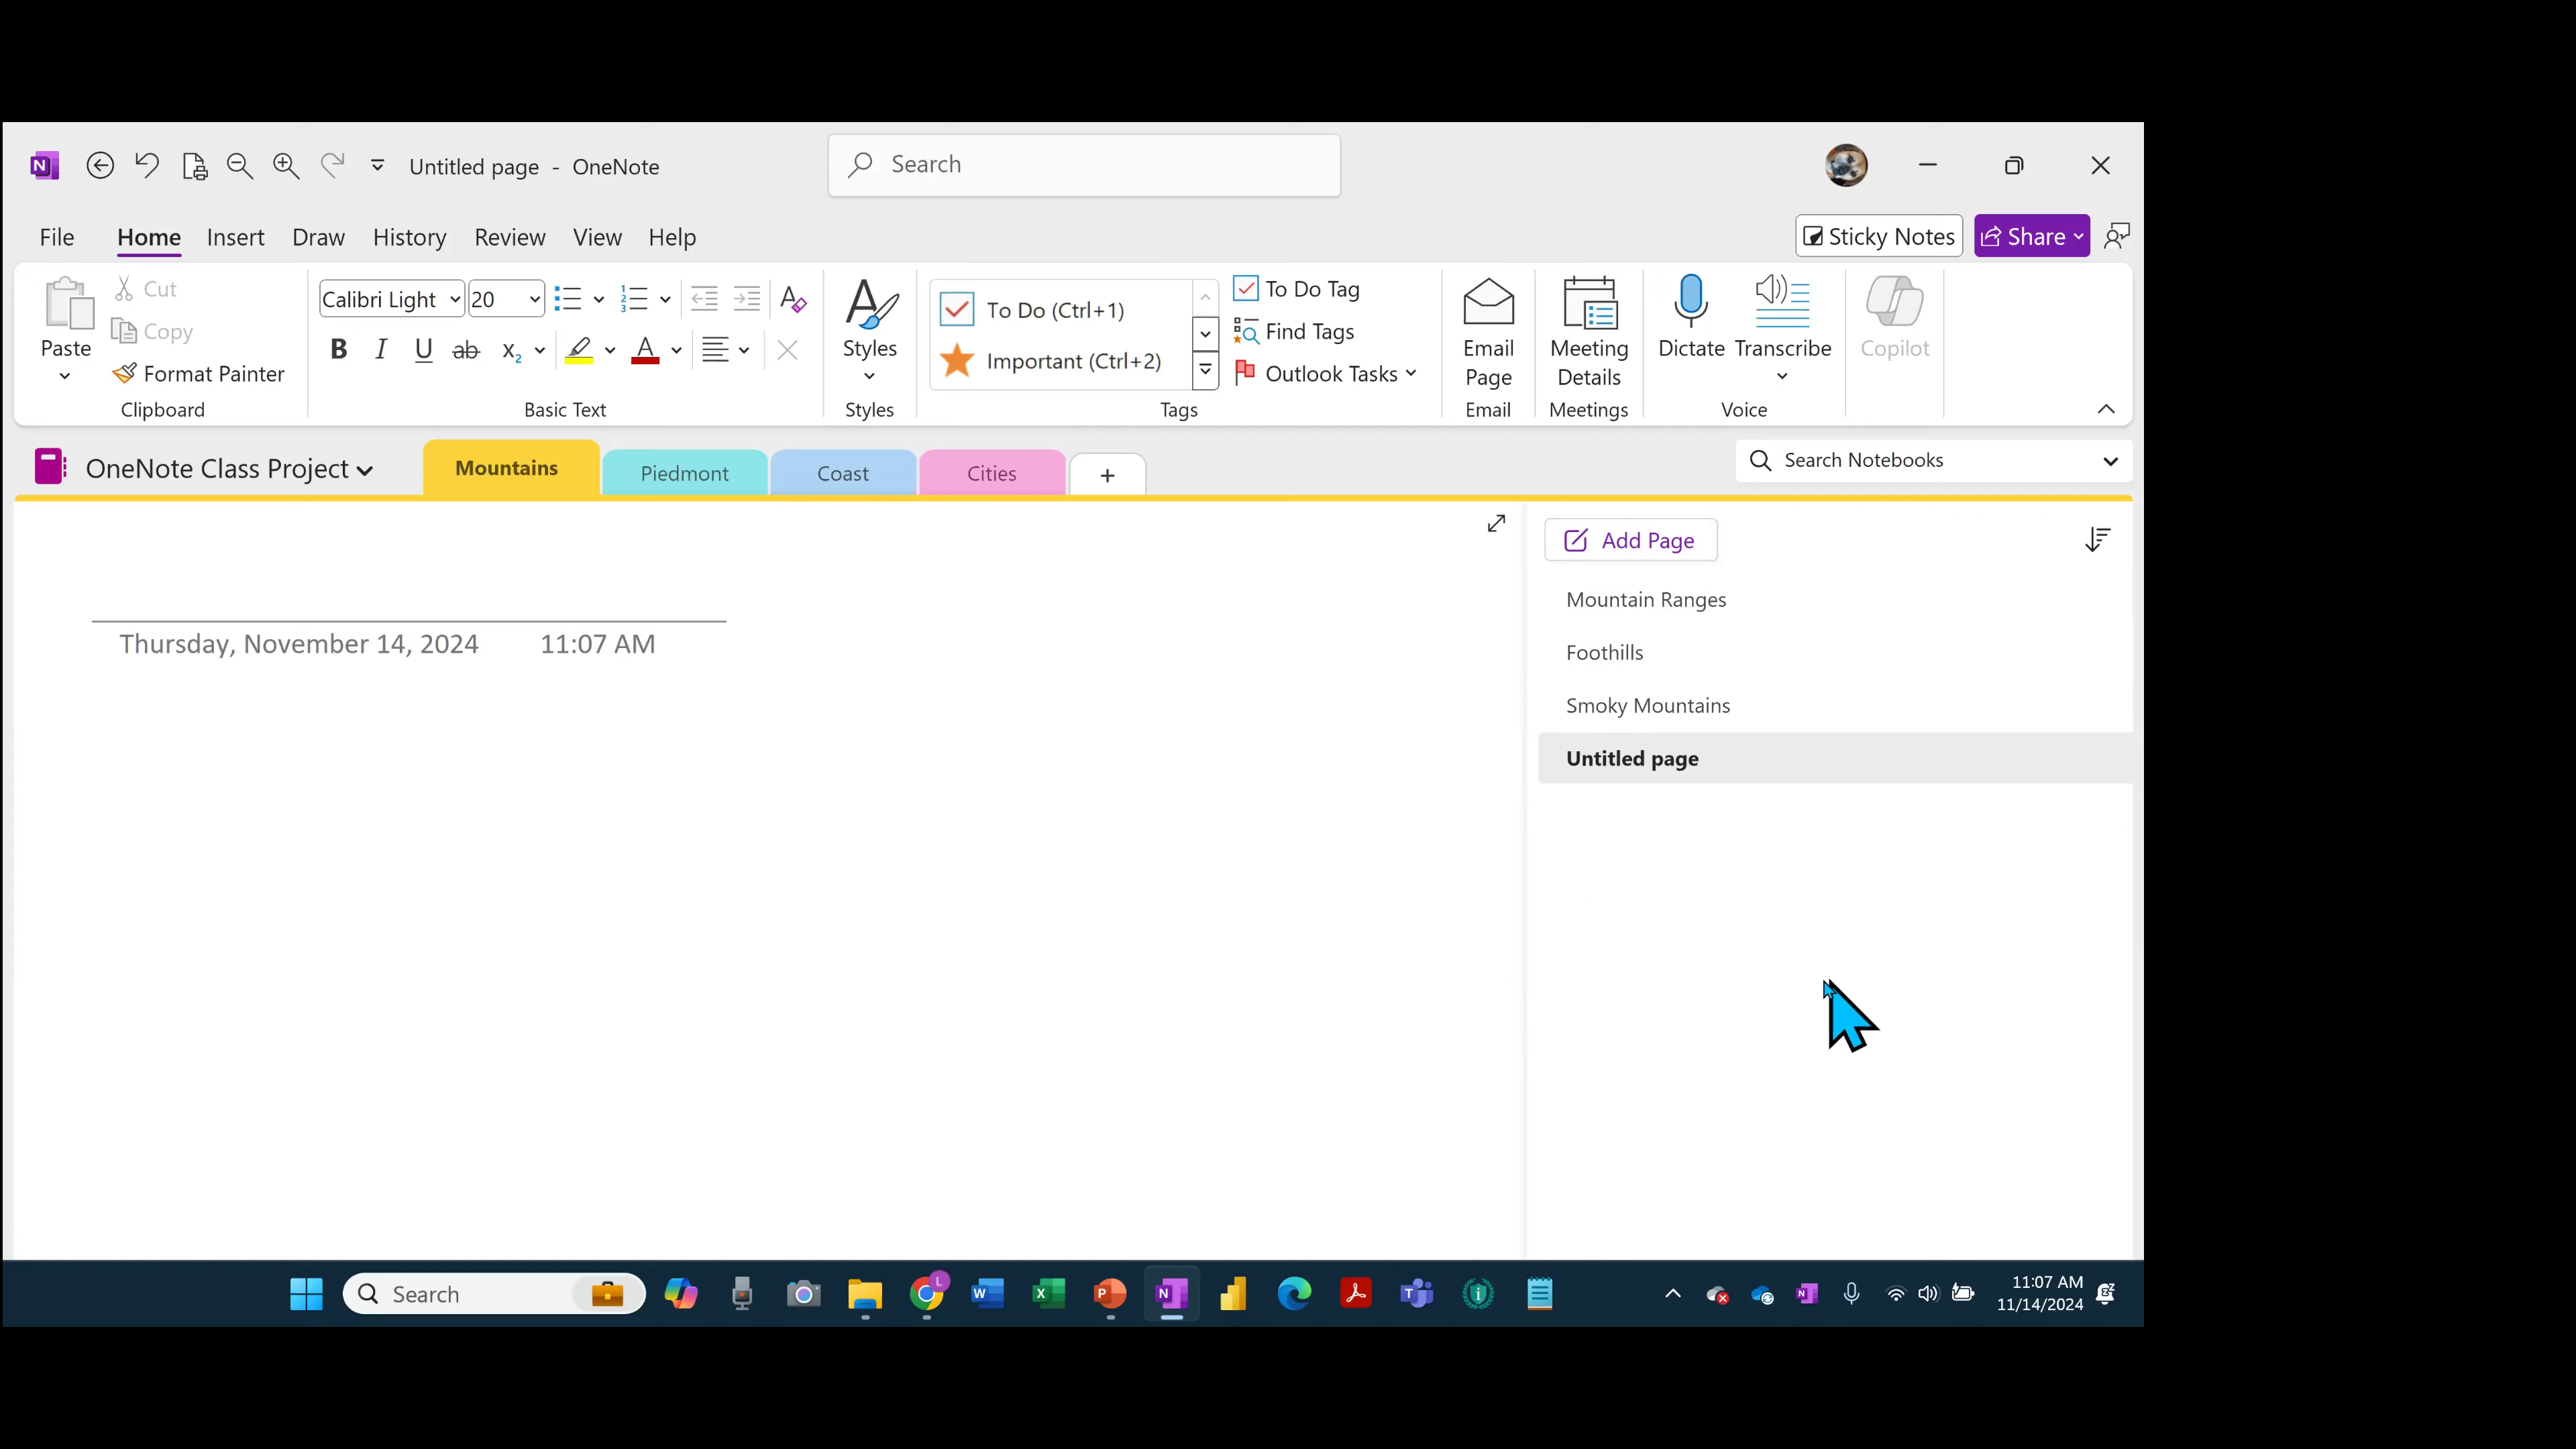 Untitled page - OneNote
Search
File Home Insert Draw History Review View Help
Sticky Notes Share
Paste
Cut
Copy
Format Painter
Clipboard
Calibri Light 20
B I U ab x2 A
Basic Text
Styles
Styles
To Do (Ctrl+1)
Important (Ctrl+2)
To Do Tag
Find Tags
Outlook Tasks
Tags
Email
Page
Email
Meeting
Details
Meetings
Dictate Transcribe
Voice
Copilot
OneNote Class Project
Mountains Piedmont Coast Cities +
Search Notebooks
Add Page
Mountain Ranges
Foothills
Smoky Mountains
Untitled page
Thursday, November 14, 2024 11:07 AM
Search
11:07 AM
11/14/2024